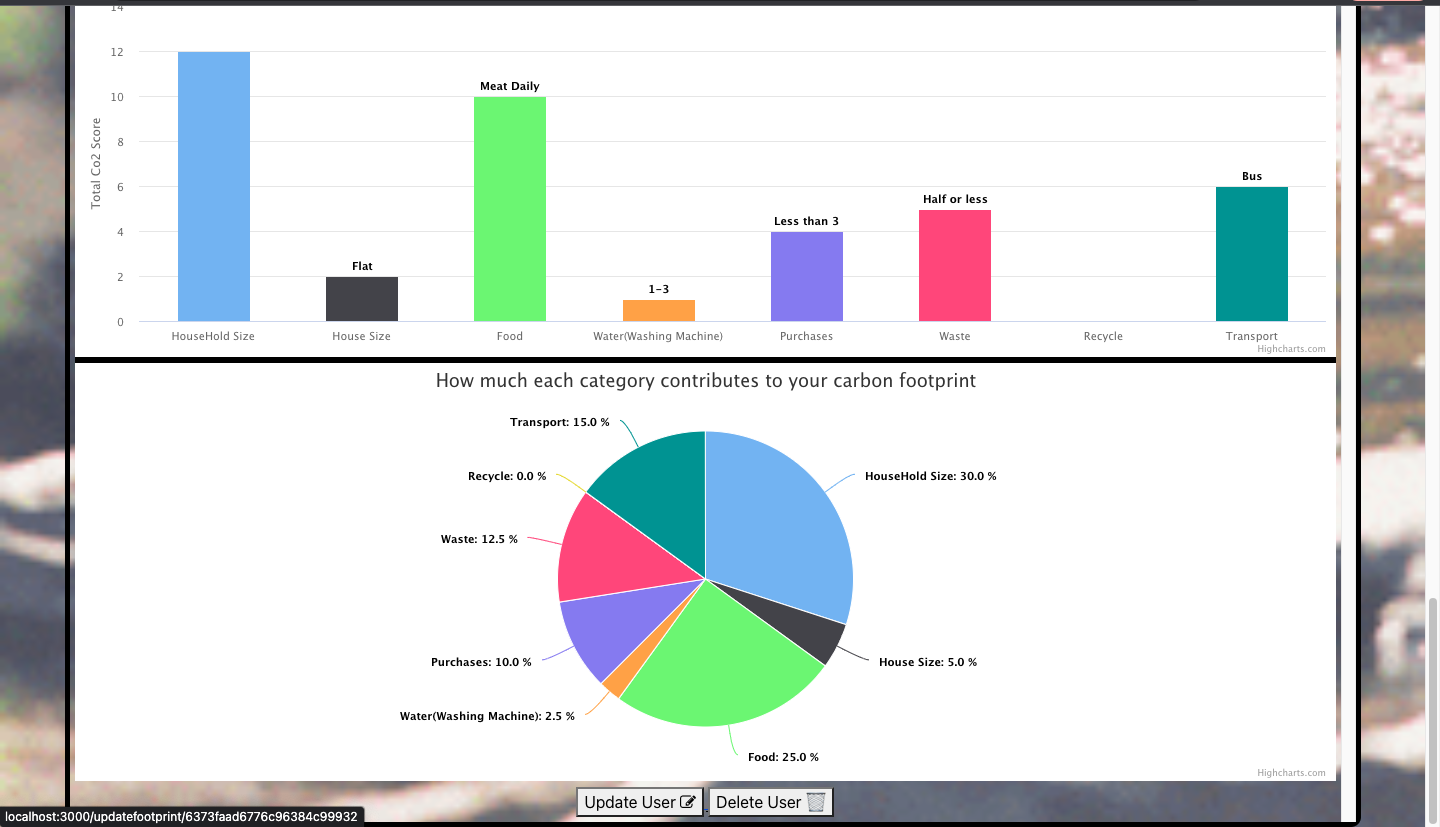 14
12
10
8
6
4
2
0
Total Co2 Score
Meat Daily
Bus
Half or less
Less than 3
Flat
1-3
HouseHold Size
House Size
Food
Water(Washing Machine)
Purchases
Waste
Recycle
Transport
Highcharts.com
How much each category contributes to your carbon footprint
Transport: 15.0 %
Recycle: 0.0 %
HouseHold Size: 30.0 %
Waste: 12.5 %
Purchases: 10.0 %
House Size: 5.0 %
Water(Washing Machine): 2.5 %
Food: 25.0 %
Highcharts.com
Update User
Delete User
localhost:3000/updatefootprint/6373faad6776c96384c99932